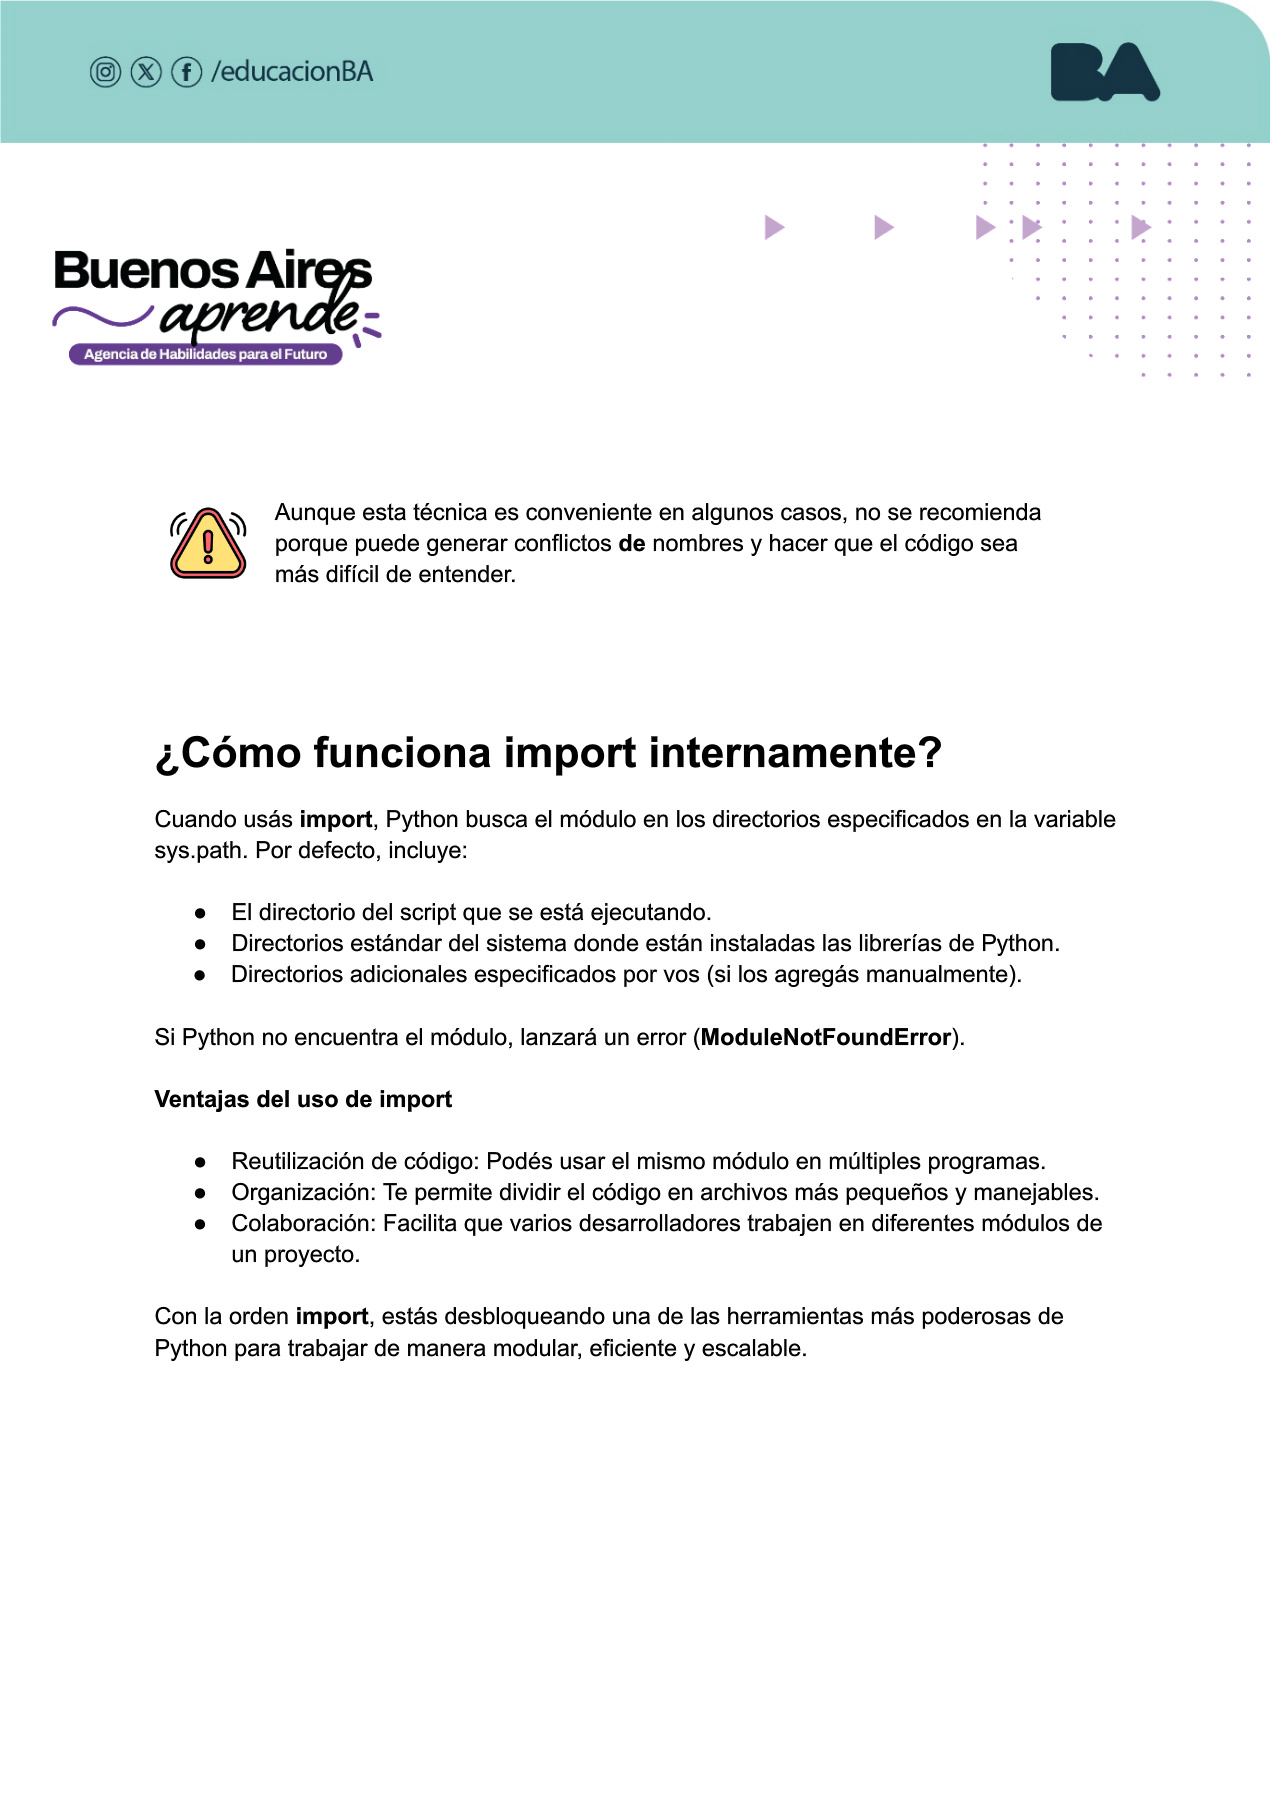 /educacionBA
BA
Buenos Aires
aprende
Agencia de Habilidades para el Futuro
Aunque esta técnica es conveniente en algunos casos, no se recomienda
porque puede generar conflictos de nombres y hacer que el código sea
más difícil de entender.
¿Cómo funciona import internamente?
Cuando usás import, Python busca el módulo en los directorios especificados en la variable
sys.path. Por defecto, incluye:
● El directorio del script que se está ejecutando.
● Directorios estándar del sistema donde están instaladas las librerías de Python.
● Directorios adicionales especificados por vos (si los agregás manualmente).
Si Python no encuentra el módulo, lanzará un error (ModuleNotFoundError).
Ventajas del uso de import
● Reutilización de código: Podés usar el mismo módulo en múltiples programas.
● Organización: Te permite dividir el código en archivos más pequeños y manejables.
● Colaboración: Facilita que varios desarrolladores trabajen en diferentes módulos de
un proyecto.
Con la orden import, estás desbloqueando una de las herramientas más poderosas de
Python para trabajar de manera modular, eficiente y escalable.